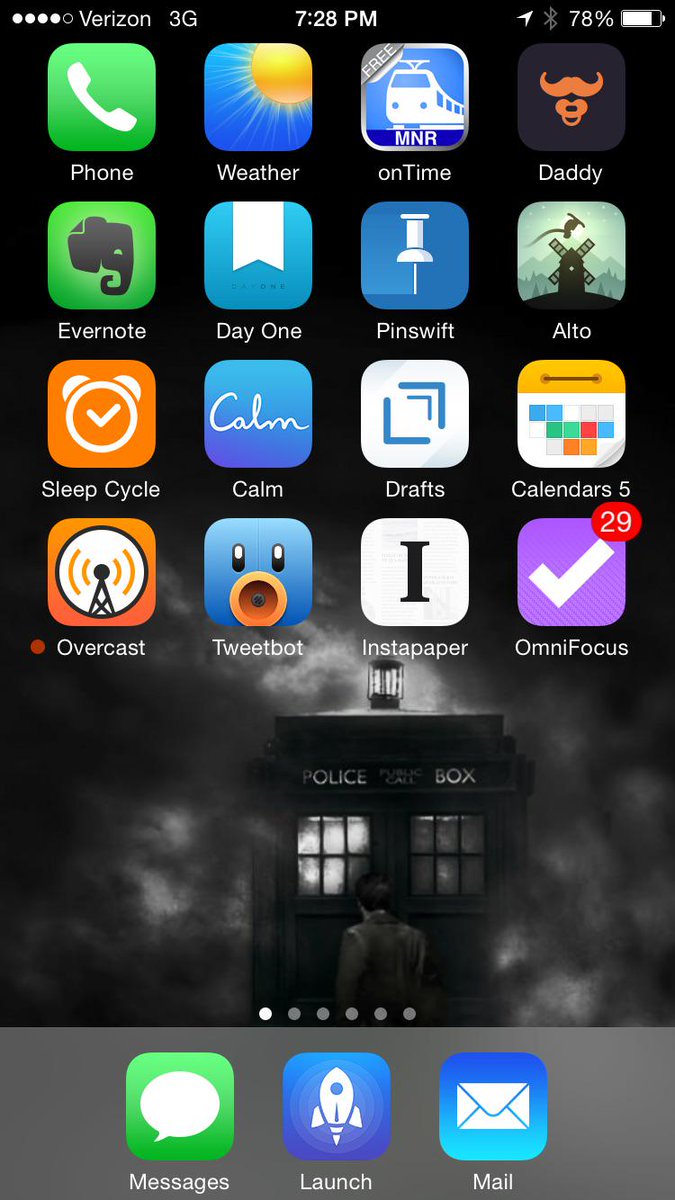 Verizon 3G 7:28 PM 78%
FREE
MNR
Phone Weather onTime Daddy
DAY ONE
Evernote Day One Pinswift Alto
Calm
Sleep Cycle Calm Drafts Calendars 5
29
I
Overcast Tweetbot Instapaper OmniFocus
POLICE PUBLIC CALL BOX
Messages Launch Mail